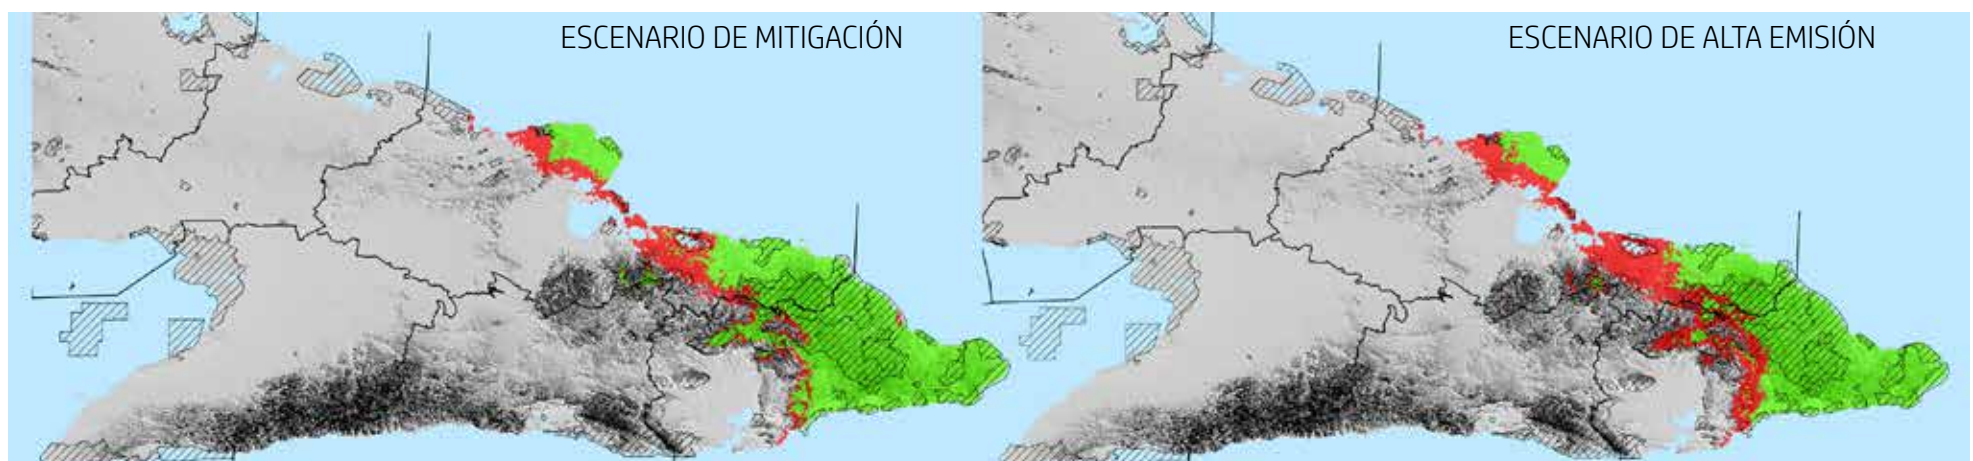 ESCENARIO DE MITIGACIÓN
ESCENARIO DE ALTA EMISIÓN